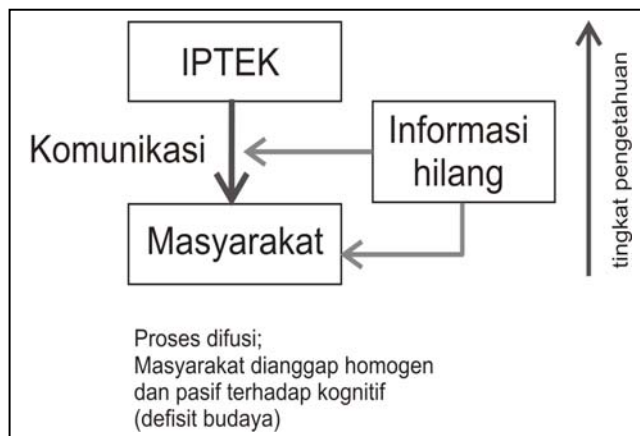 IPTEK
Komunikasi
Informasi
hilang
Masyarakat
tingkat pengetahuan
Proses difusi;
Masyarakat dianggap homogen
dan pasif terhadap kognitif
(defisit budaya)